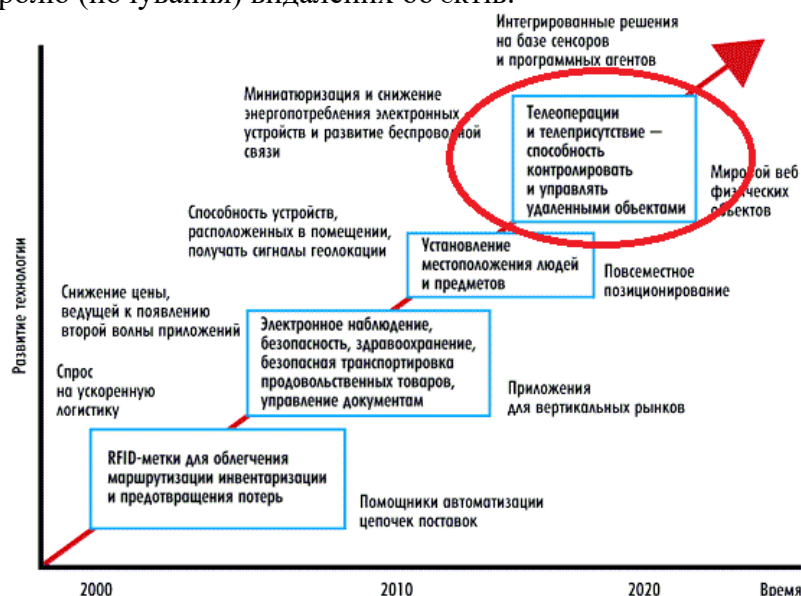 (почування) видалених об'єктів.
Интегрированные решения
на базе сенсоров
и программных агентов
Миниатюризация и снижение
энергопотребления электронных
устройств и развитие беспроводной
связи
Телеоперации
и телеприсутствие —
способность
контролировать
и управлять
удаленными объектами
Мировой веб
физических
объектов
Способность устройств,
расположенных в помещении,
получать сигналы геолокации
Установление
местоположения людей
и предметов
Повсеместное
позиционирование
Снижение цены,
ведущей к появлению
второй волны приложений
Электронное наблюдение,
безопасность, здравоохранение,
безопасная транспортировка
продовольственных товаров,
управление документам
Приложения
для вертикальных рынков
Спрос
на ускоренную
логистику
RFID-метки для облегчения
маршрутизации инвентаризации
и предотвращения потерь
Помощники автоматизации
цепочек поставок
Развитие технологии
2000
2010
2020
Время